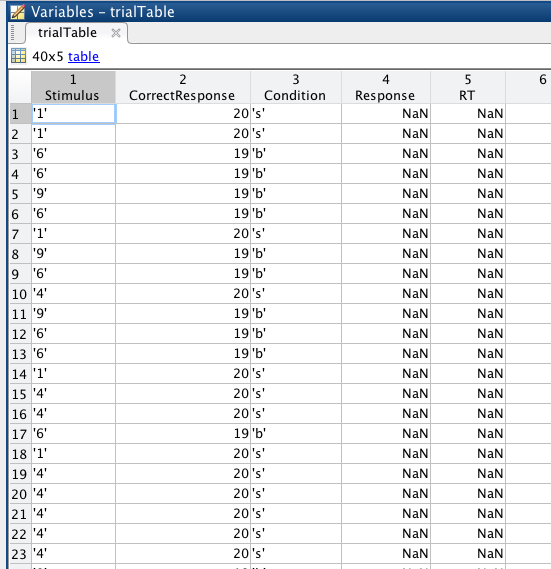 Variables – trialTable
trialTable
40x5 table
1 2 3 4 5 6
Stimulus CorrectResponse Condition Response RT
1 '1' 20 's' NaN NaN
2 '1' 20 's' NaN NaN
3 '6' 19 'b' NaN NaN
4 '6' 19 'b' NaN NaN
5 '9' 19 'b' NaN NaN
6 '6' 19 'b' NaN NaN
7 '1' 20 's' NaN NaN
8 '9' 19 'b' NaN NaN
9 '6' 19 'b' NaN NaN
10 '4' 20 's' NaN NaN
11 '9' 19 'b' NaN NaN
12 '6' 19 'b' NaN NaN
13 '6' 19 'b' NaN NaN
14 '1' 20 's' NaN NaN
15 '4' 20 's' NaN NaN
16 '4' 20 's' NaN NaN
17 '6' 19 'b' NaN NaN
18 '1' 20 's' NaN NaN
19 '4' 20 's' NaN NaN
20 '4' 20 's' NaN NaN
21 '4' 20 's' NaN NaN
22 '4' 20 's' NaN NaN
23 '4' 20 's' NaN NaN